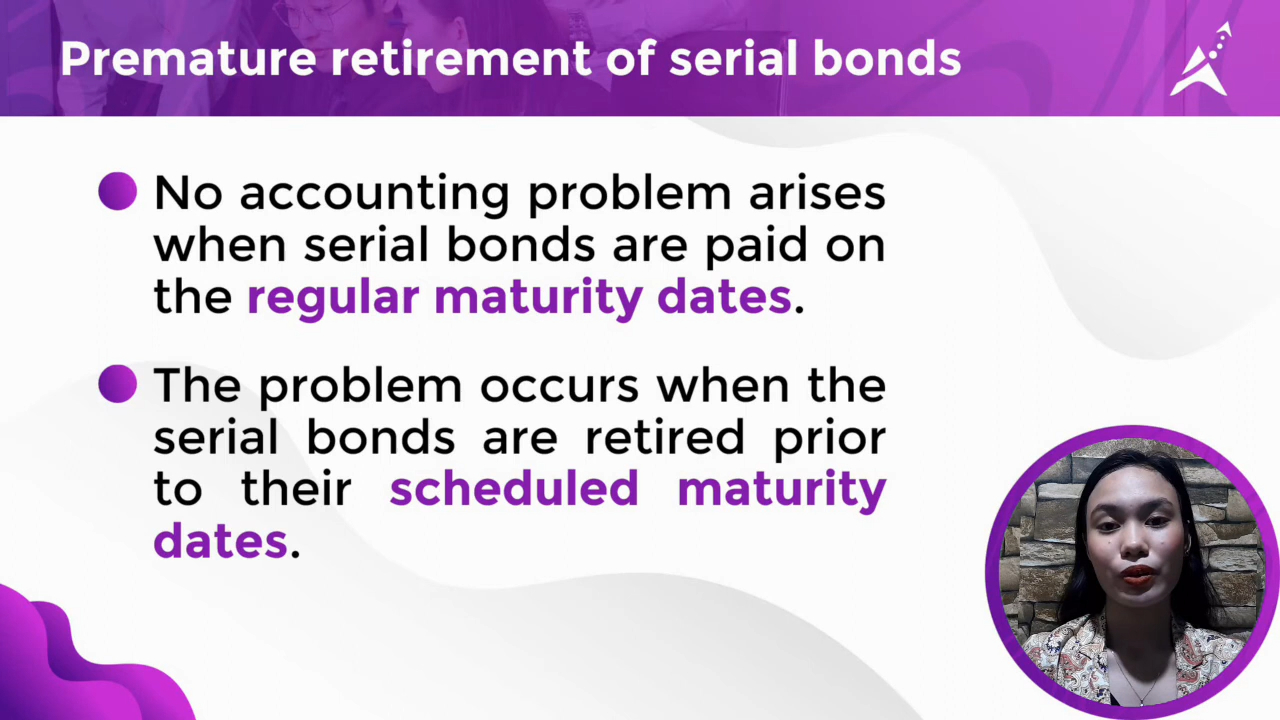 Premature retirement of serial bonds
No accounting problem arises
when serial bonds are paid on
the regular maturity dates.
The problem occurs when the
serial bonds are retired prior
to their scheduled maturity
dates.